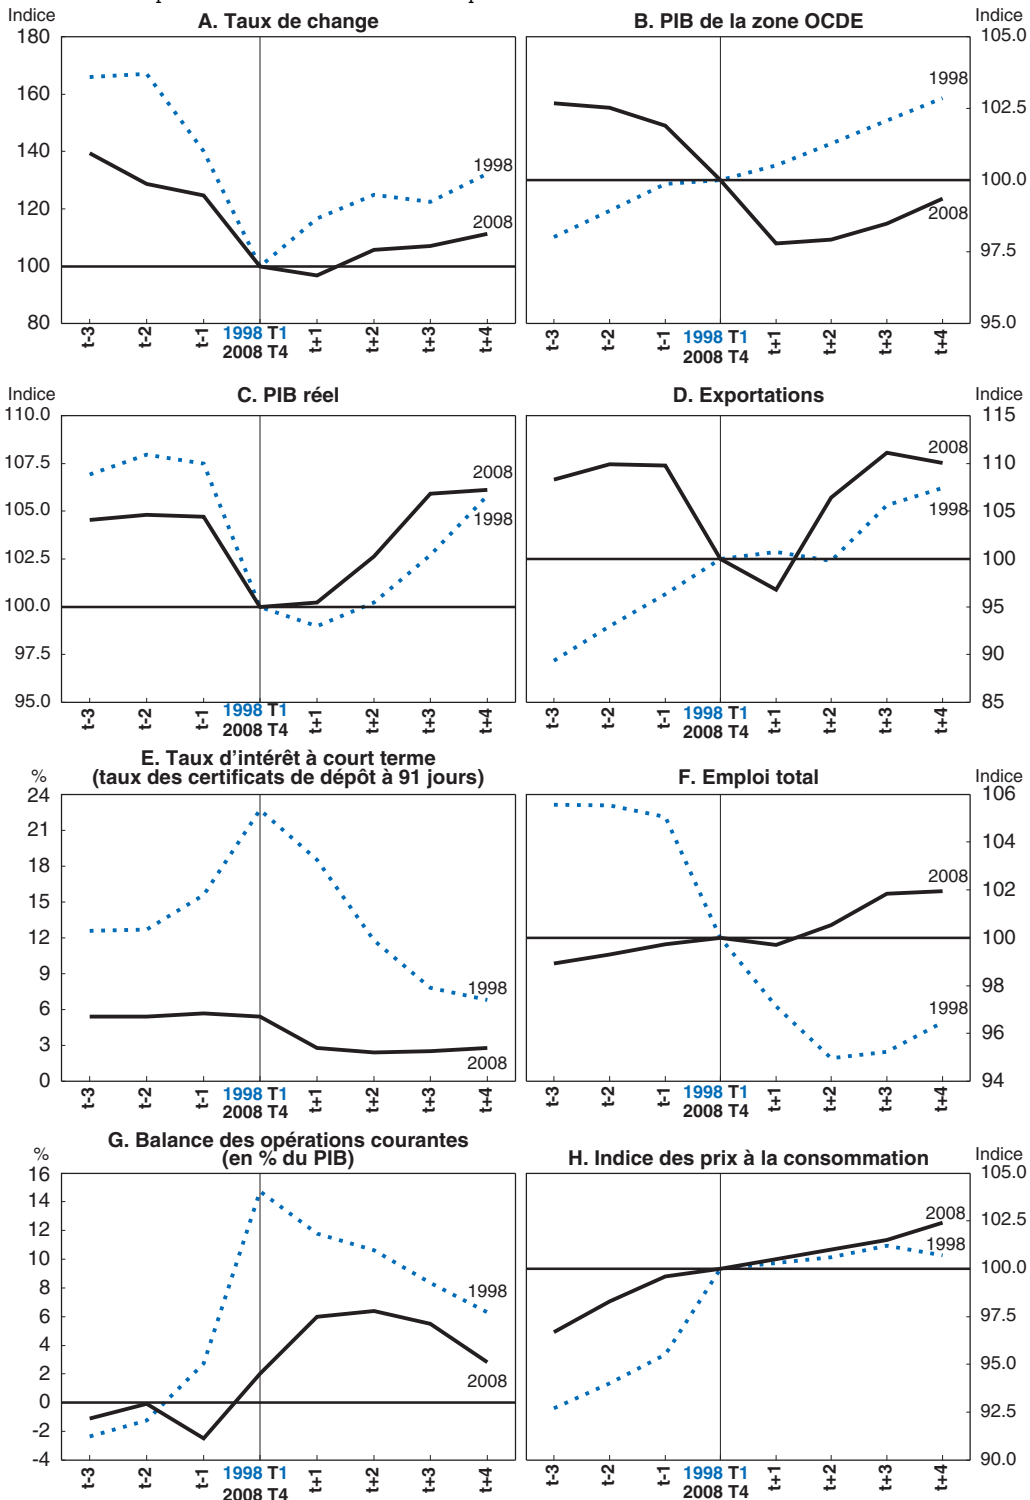 A. Taux de change
Indice
180
160
140
120
100
80
1998
2008
t-3
t-2
t-1
1998 T1
2008 T4
t+1
t+2
t+3
t+4
B. PIB de la zone OCDE
Indice
105.0
102.5
100.0
97.5
95.0
1998
2008
t-3
t-2
t-1
1998 T1
2008 T4
t+1
t+2
t+3
t+4
C. PIB réel
Indice
110.0
107.5
105.0
102.5
100.0
97.5
95.0
2008
1998
t-3
t-2
t-1
1998 T1
2008 T4
t+1
t+2
t+3
t+4
D. Exportations
Indice
115
110
105
100
95
90
85
2008
1998
t-3
t-2
t-1
1998 T1
2008 T4
t+1
t+2
t+3
t+4
E. Taux d'intérêt à court terme
(taux des certificats de dépôt à 91 jours)
%
24
21
18
15
12
9
6
3
0
1998
2008
t-3
t-2
t-1
1998 T1
2008 T4
t+1
t+2
t+3
t+4
F. Emploi total
Indice
106
104
102
100
98
96
94
2008
1998
t-3
t-2
t-1
1998 T1
2008 T4
t+1
t+2
t+3
t+4
G. Balance des opérations courantes
(en % du PIB)
%
16
14
12
10
8
6
4
2
0
-2
-4
1998
2008
t-3
t-2
t-1
1998 T1
2008 T4
t+1
t+2
t+3
t+4
H. Indice des prix à la consommation
Indice
105.0
102.5
100.0
97.5
95.0
92.5
90.0
2008
1998
t-3
t-2
t-1
1998 T1
2008 T4
t+1
t+2
t+3
t+4